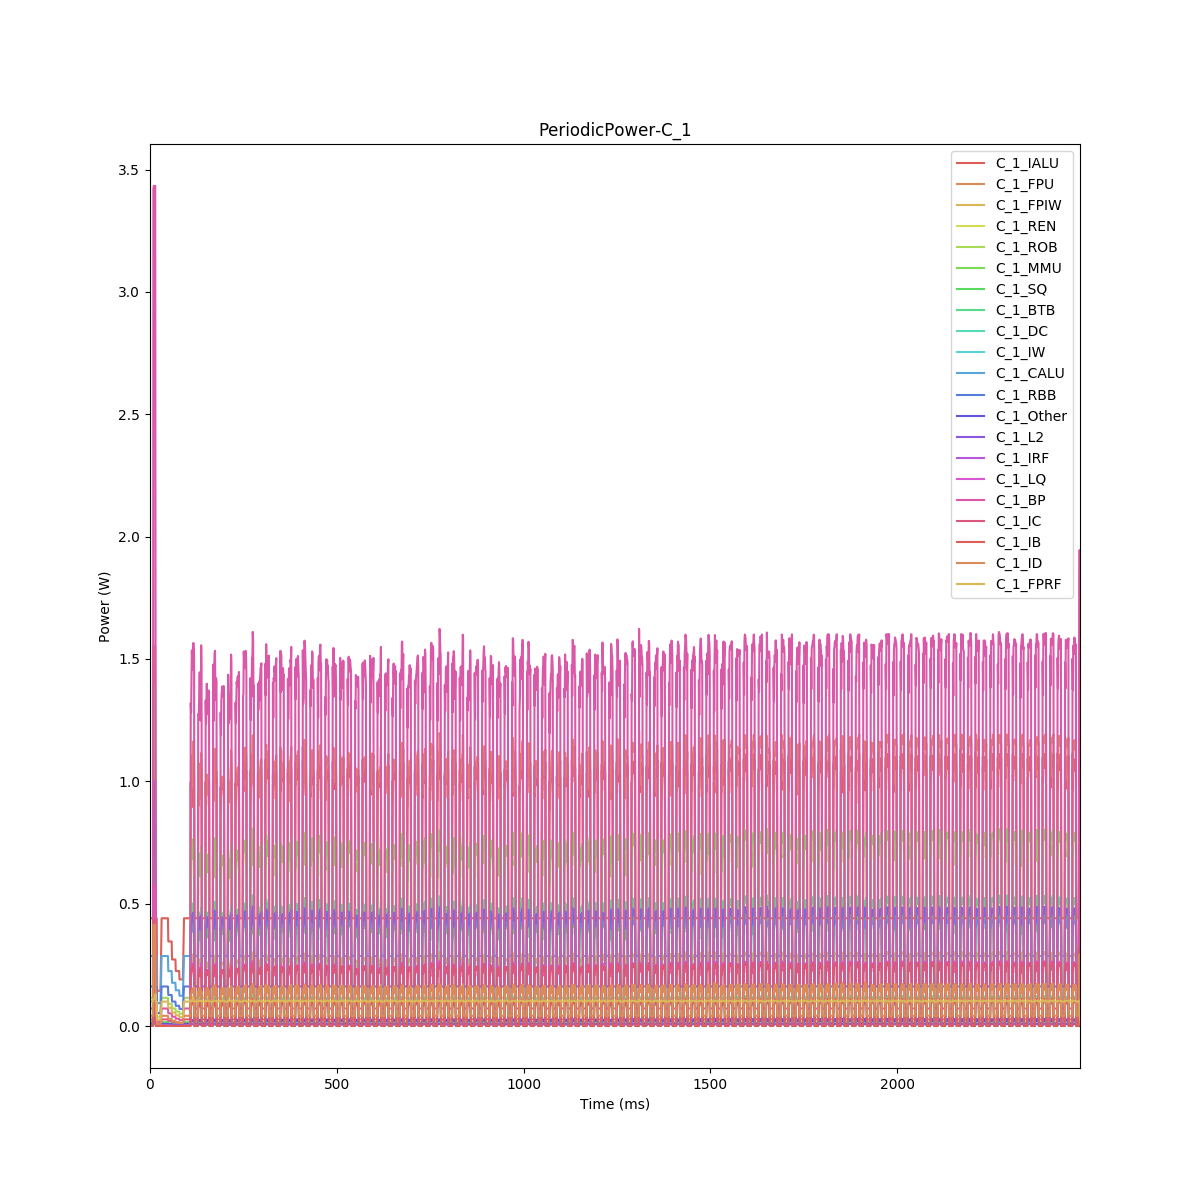 PeriodicPower-C_1
3.5
3.0
2.5
2.0
1.5
1.0
0.5
0.0
Power (W)
0
500
1000
1500
2000
Time (ms)
C_1_IALU
C_1_FPU
C_1_FPIW
C_1_REN
C_1_ROB
C_1_MMU
C_1_SQ
C_1_BTB
C_1_DC
C_1_IW
C_1_CALU
C_1_RBB
C_1_Other
C_1_L2
C_1_IRF
C_1_LQ
C_1_BP
C_1_IC
C_1_IB
C_1_ID
C_1_FPRF